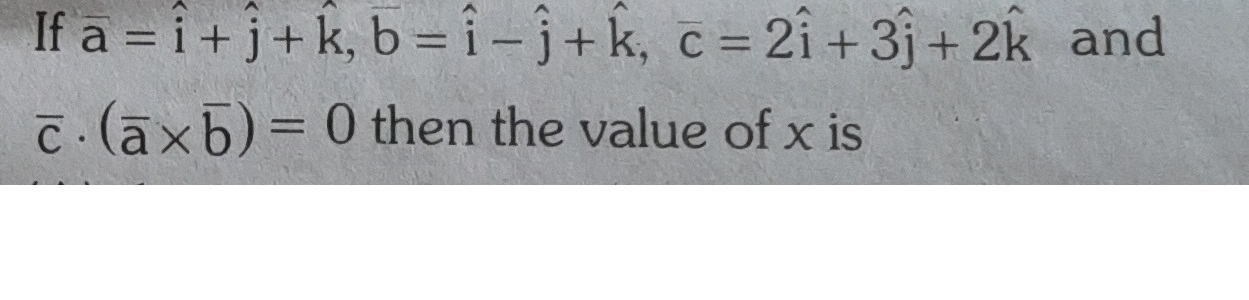 If a̅ = î + ĵ + k̂, b̅ = î − ĵ + k̂, c̅ = 2î + 3ĵ + 2k̂ and
c̅ · (a̅ × b̅) = 0 then the value of x is